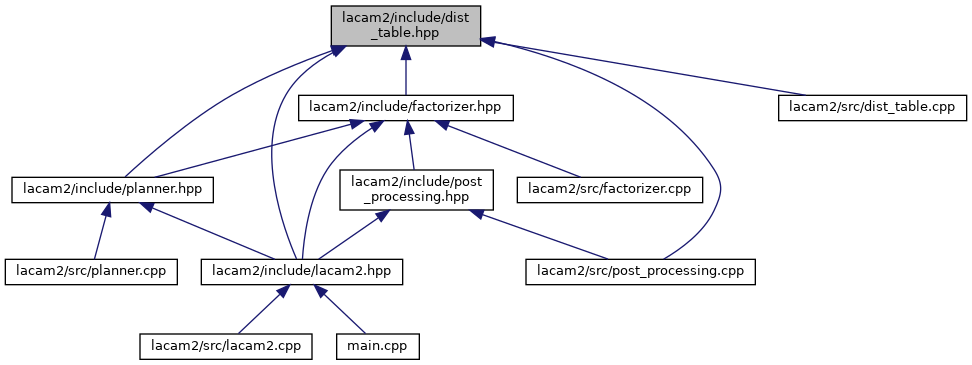 lacam2/include/dist
_table.hpp
lacam2/include/factorizer.hpp
lacam2/src/dist_table.cpp
lacam2/include/planner.hpp
lacam2/include/post
_processing.hpp
lacam2/src/factorizer.cpp
lacam2/src/planner.cpp
lacam2/include/lacam2.hpp
lacam2/src/post_processing.cpp
lacam2/src/lacam2.cpp
main.cpp